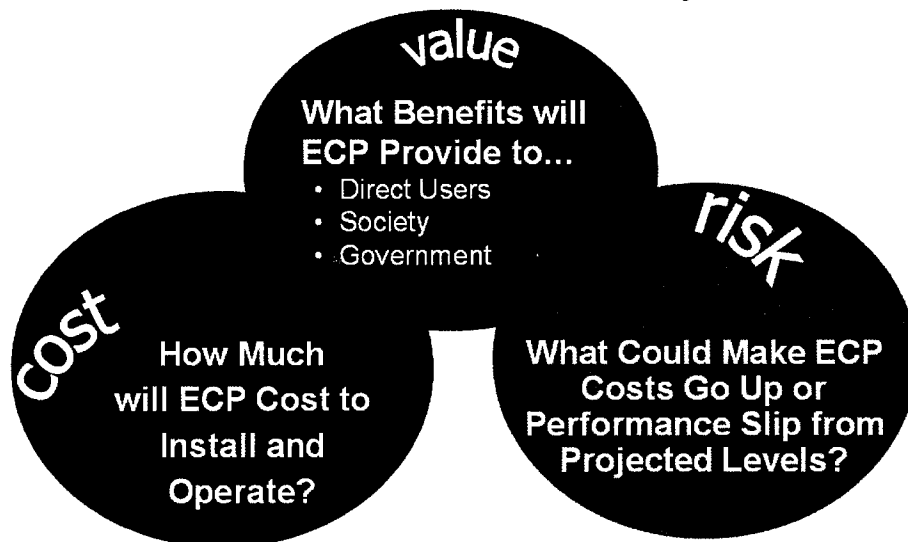 value
What Benefits will
ECP Provide to...
• Direct Users
• Society
• Government
cost
How Much
will ECP Cost to
Install and
Operate?
risk
What Could Make ECP
Costs Go Up or
Performance Slip from
Projected Levels?